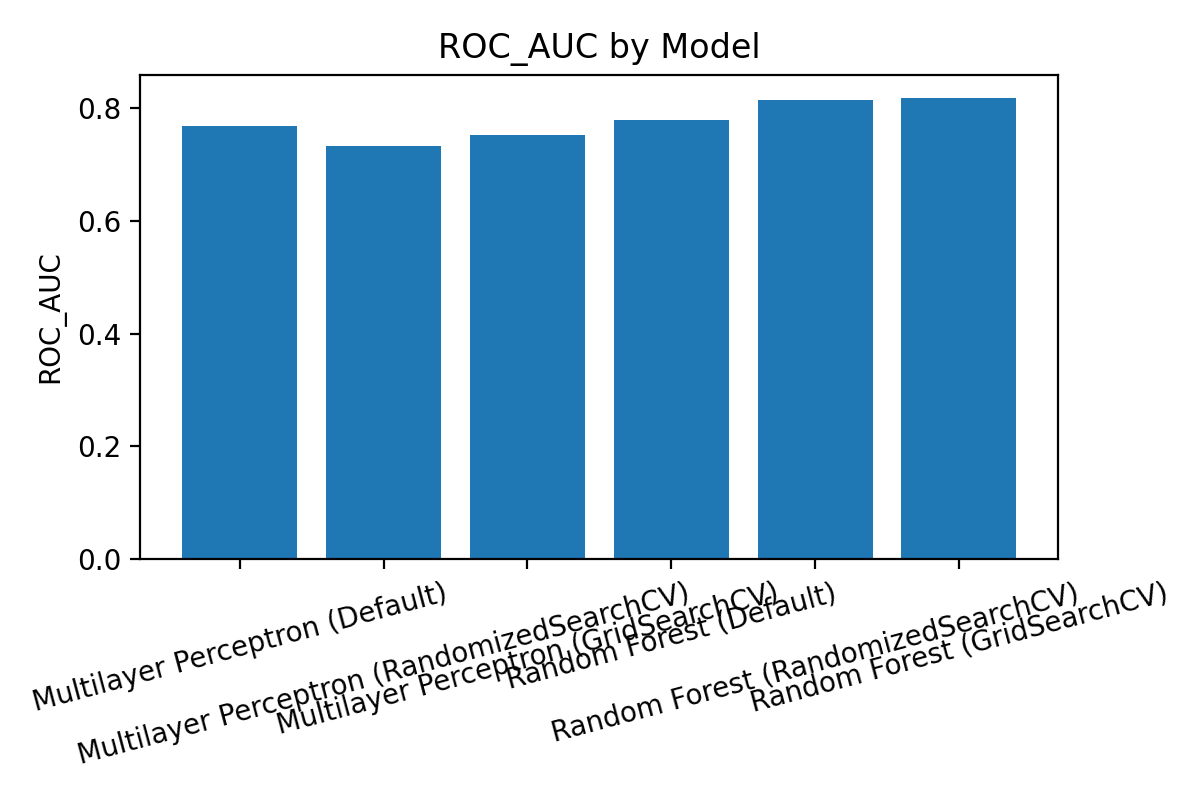 ROC_AUC by Model
ROC_AUC
0.8
0.6
0.4
0.2
0.0
Multilayer Perceptron (Default)
Multilayer Perceptron (RandomizedSearchCV)
Multilayer Perceptron (GridSearchCV)
Random Forest (Default)
Random Forest (RandomizedSearchCV)
Random Forest (GridSearchCV)